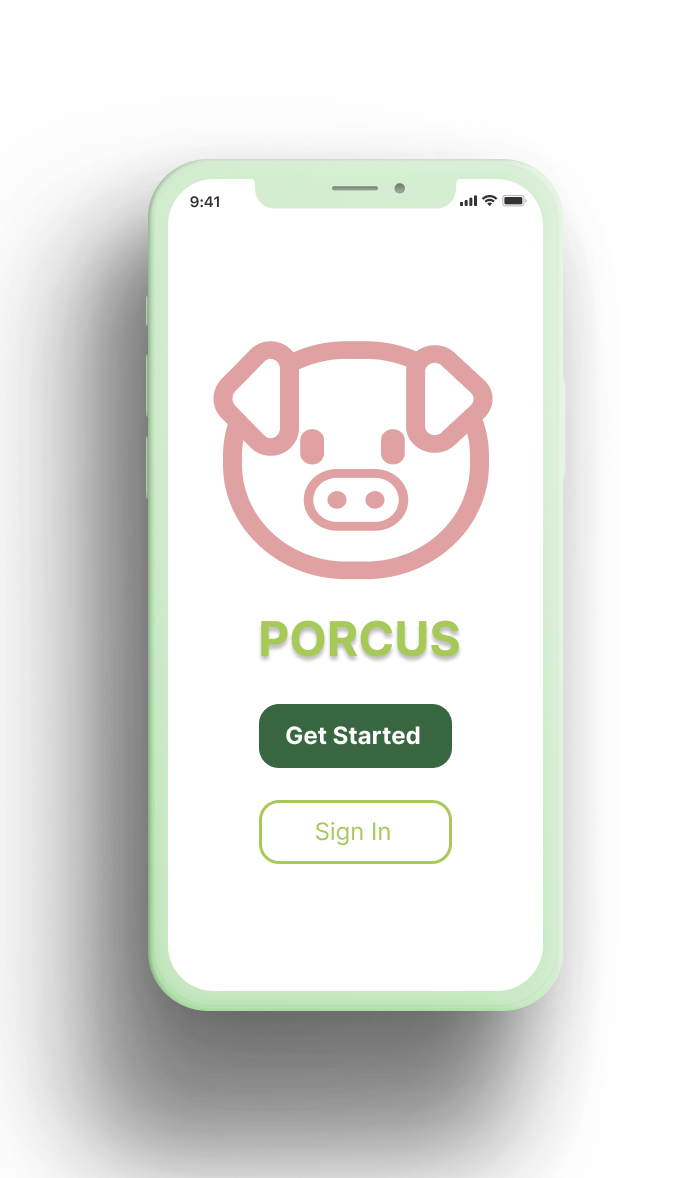 9:41
PORCUS
Get Started
Sign In